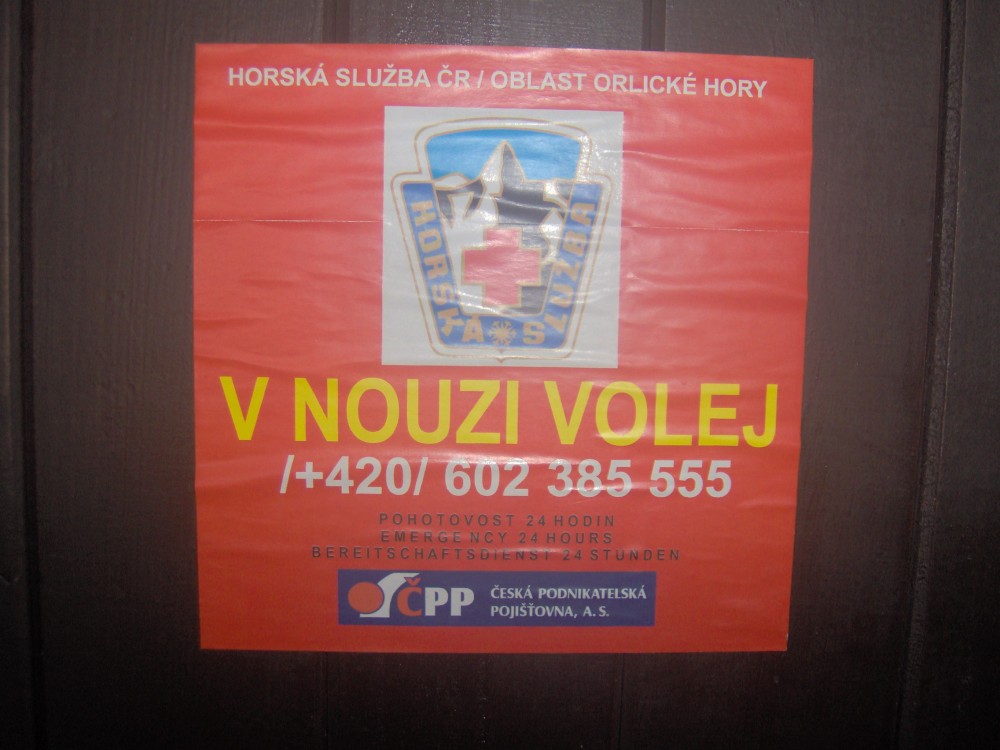 HORSKÁ SLUŽBA ČR / OBLAST ORLICKÉ HORY
HORSKÁ SLUŽBA
V NOUZI VOLEJ
/+420/ 602 385 555
POHOTOVOST 24 HODIN
EMERGENCY 24 HOURS
BEREITSCHAFTSDIENST 24 STUNDEN
ČPP ČESKÁ PODNIKATELSKÁ
POJIŠŤOVNA, A. S.